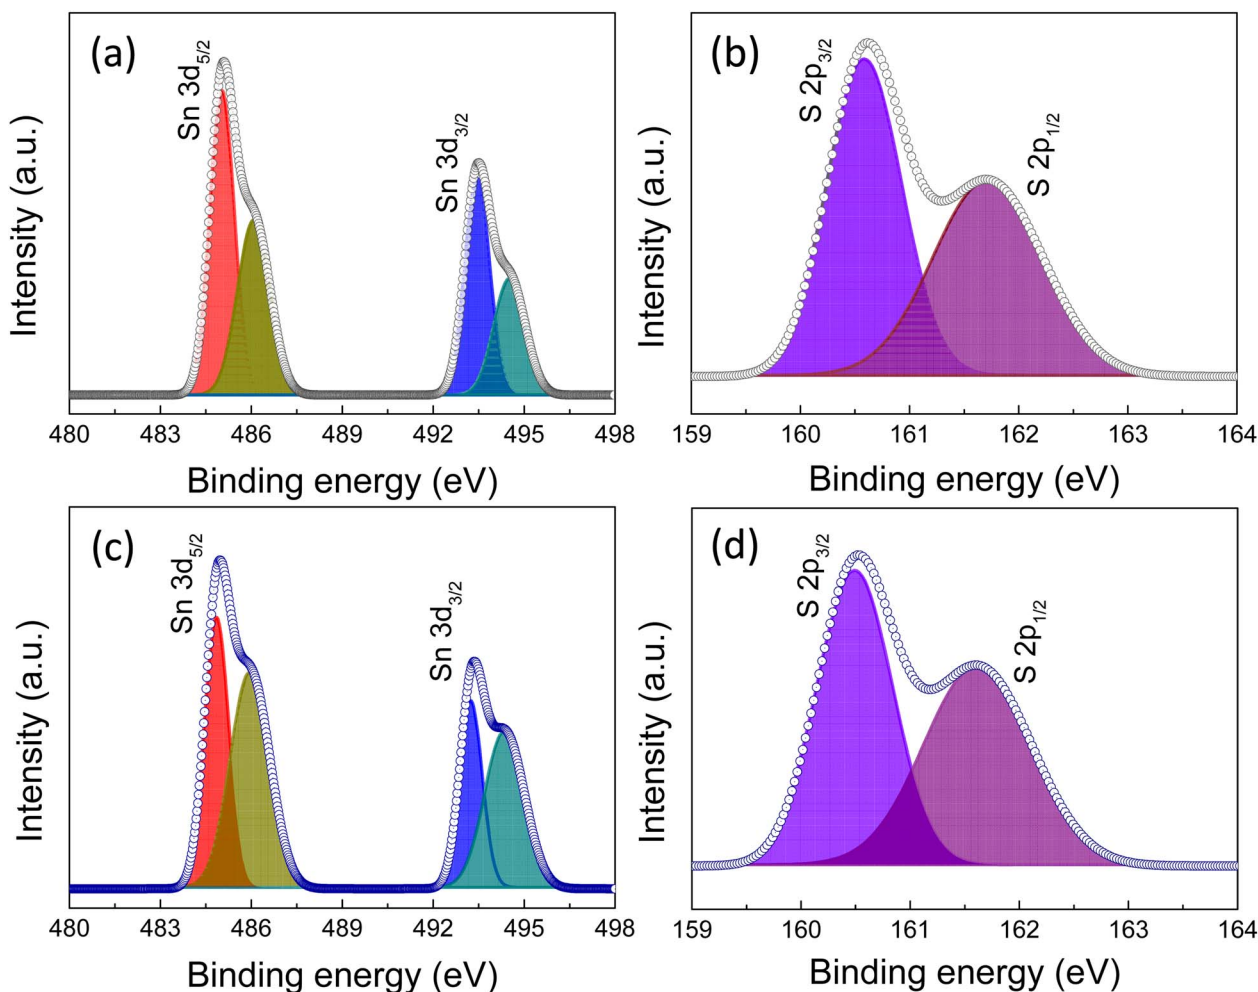 (a)
Sn 3d5/2
Sn 3d3/2
Intensity (a.u.)
480 483 486 489 492 495 498
Binding energy (eV)
(b)
S 2p3/2
S 2p1/2
Intensity (a.u.)
159 160 161 162 163 164
Binding energy (eV)
(c)
Sn 3d5/2
Sn 3d3/2
Intensity (a.u.)
480 483 486 489 492 495 498
Binding energy (eV)
(d)
S 2p3/2
S 2p1/2
Intensity (a.u.)
159 160 161 162 163 164
Binding energy (eV)